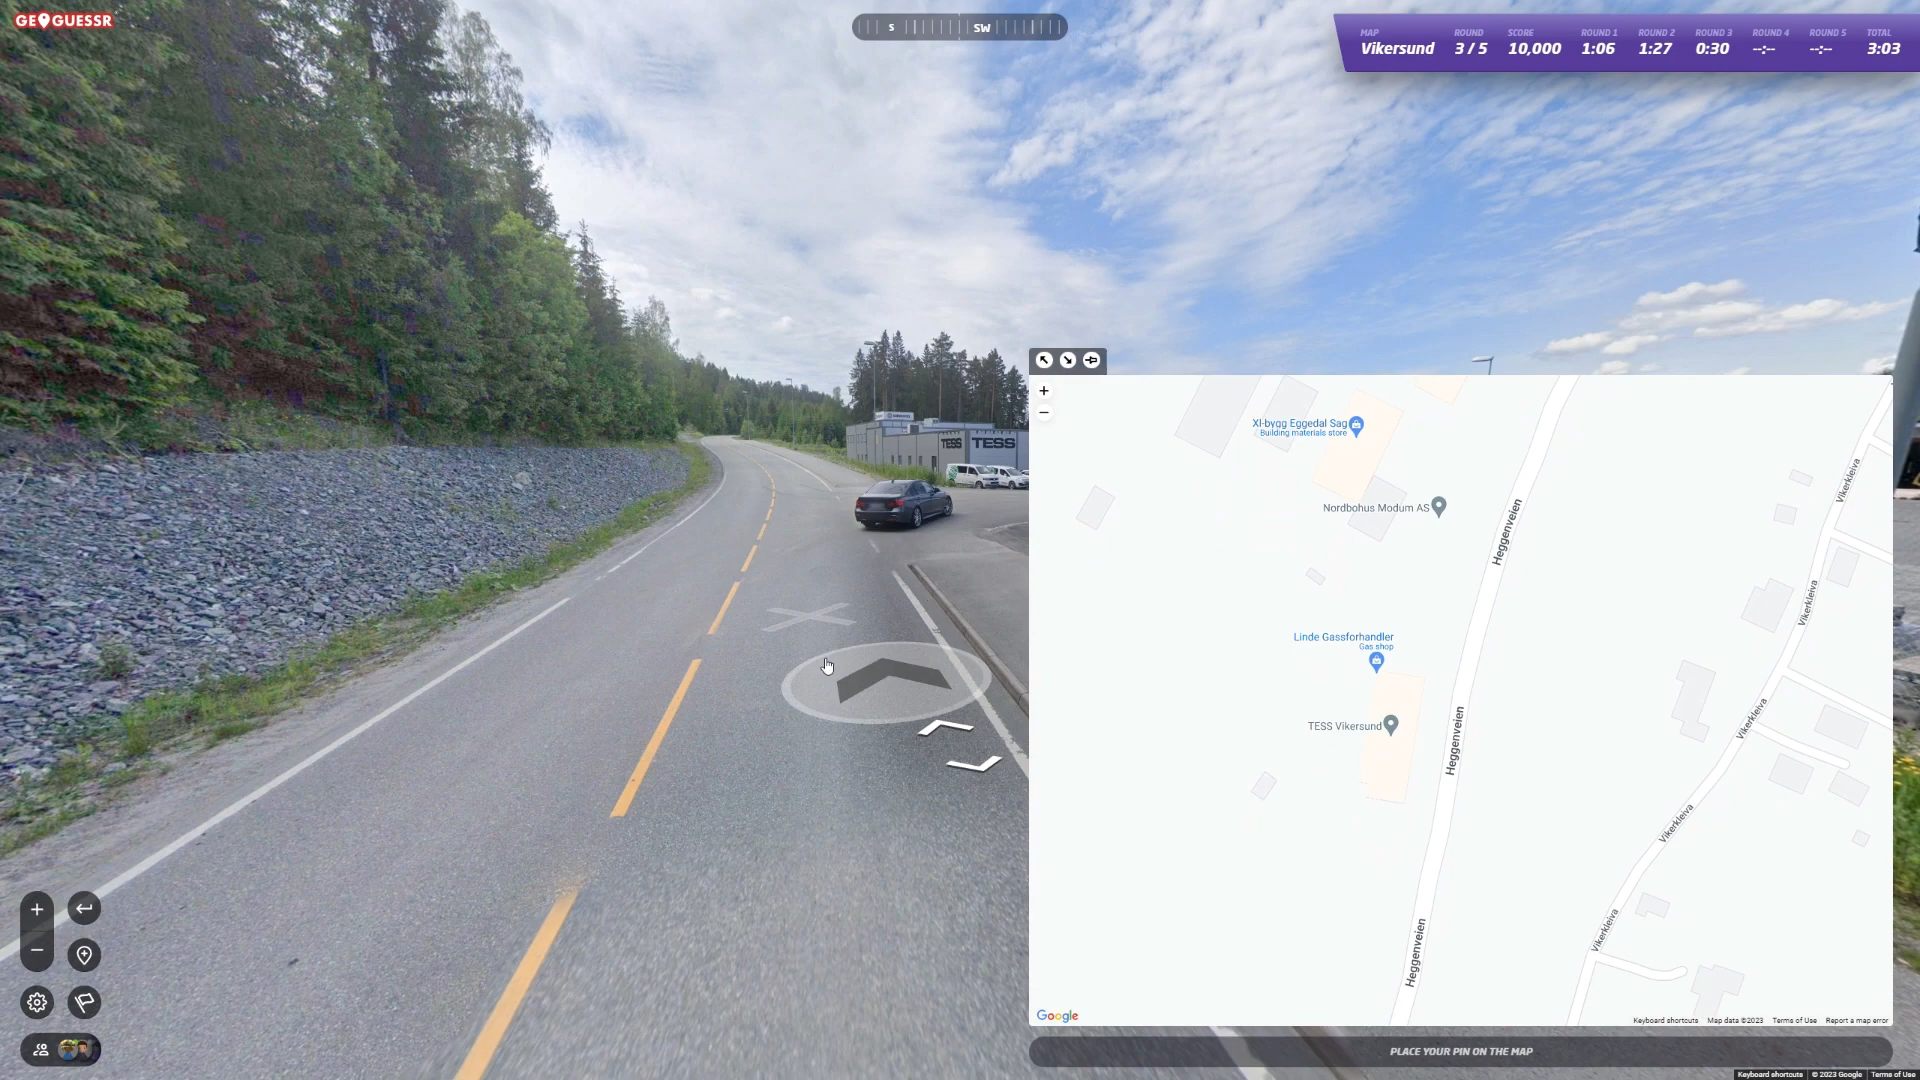 GEOGUESSR
S
SW
MAP
Vikersund
ROUND
3 / 5
SCORE
10,000
ROUND 1
1:06
ROUND 2
1:27
ROUND 3
0:30
ROUND 4
--:--
ROUND 5
--:--
TOTAL
3:03
TESS
TESS
Xl-bygg Eggedal Sag
Building materials store
Nordbohus Modum AS
Linde Gassforhandler
Gas shop
TESS Vikersund
Heggenveien
Heggenveien
Heggenveien
Vikerkleiva
Vikerkleiva
Vikerkleiva
Vikerkleiva
Vikerkleiva
Google
Keyboard shortcuts
Map data ©2023
Terms of Use
Report a map error
PLACE YOUR PIN ON THE MAP
Keyboard shortcuts
© 2023 Google
Terms of Use